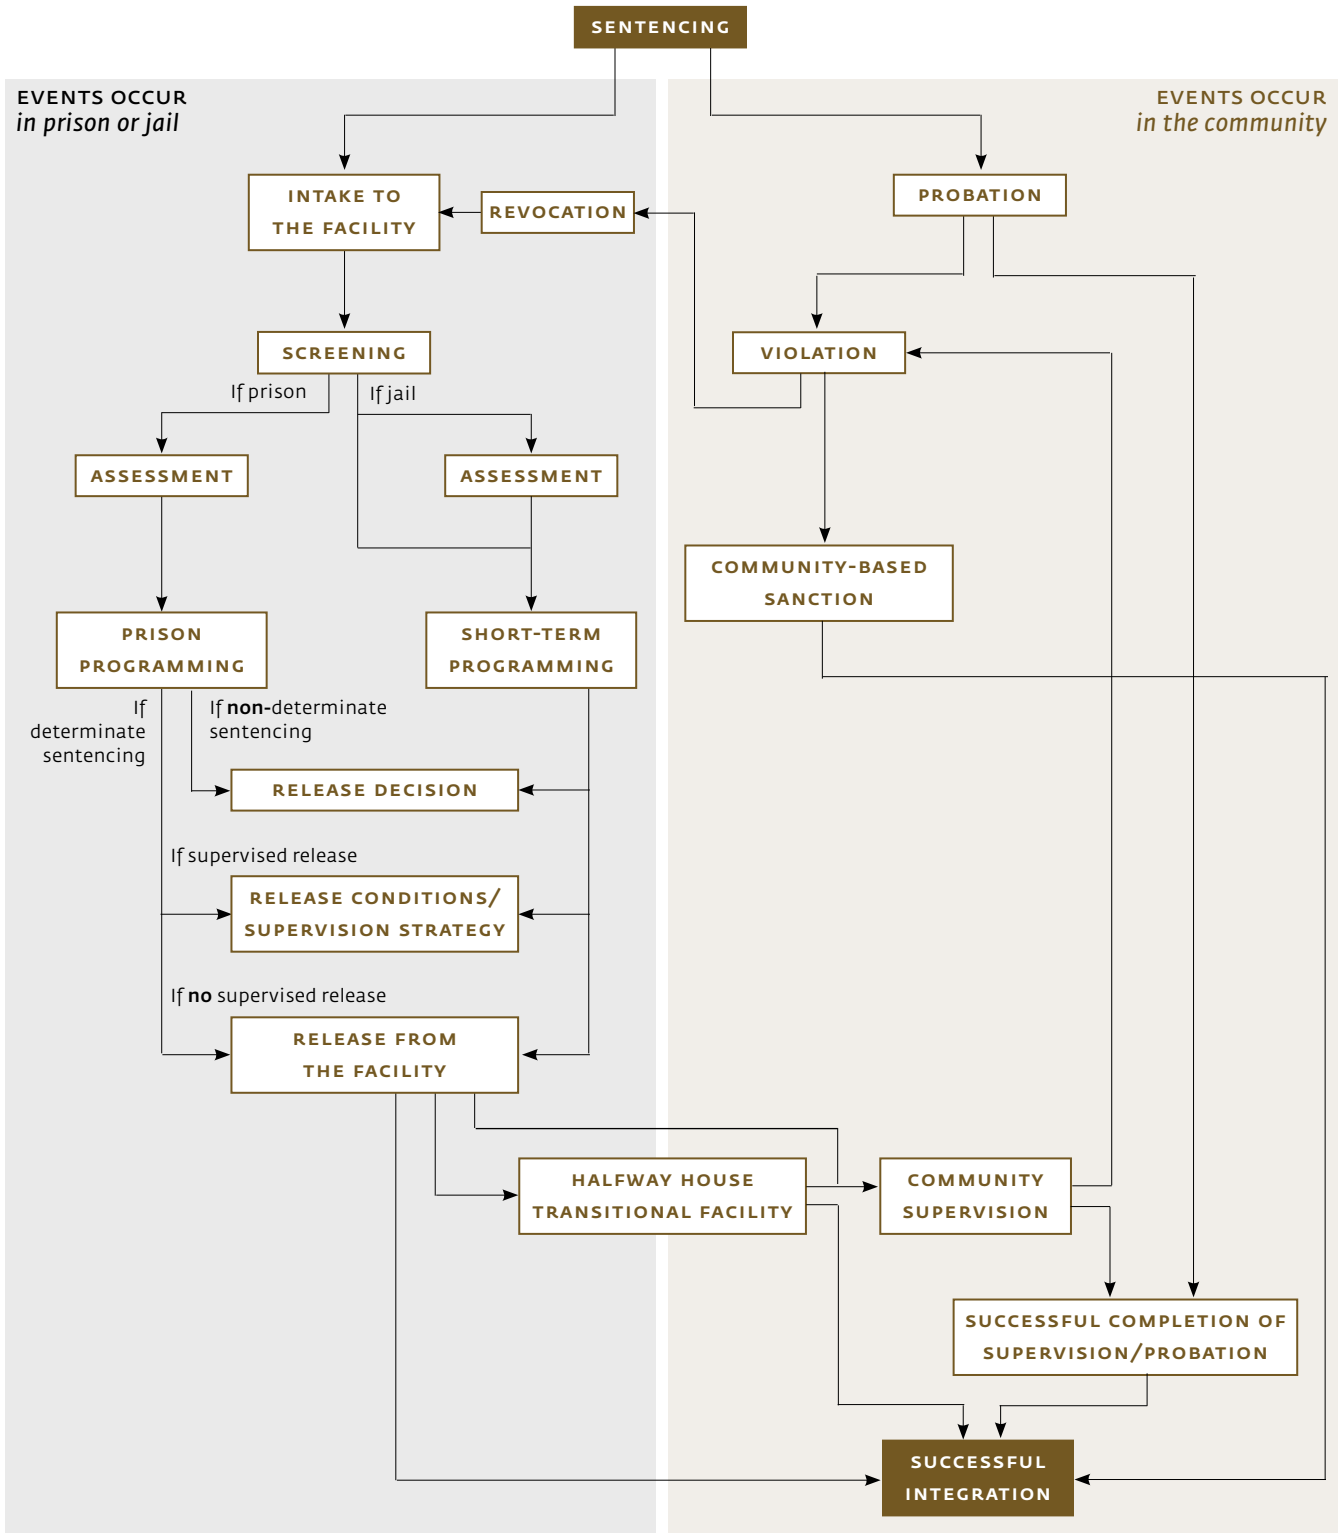 SENTENCING
EVENTS OCCUR
in prison or jail
EVENTS OCCUR
in the community
INTAKE TO
THE FACILITY
REVOCATION
PROBATION
SCREENING
VIOLATION
If prison
If jail
ASSESSMENT
ASSESSMENT
COMMUNITY-BASED
SANCTION
PRISON
PROGRAMMING
SHORT-TERM
PROGRAMMING
If
determinate
sentencing
If non-determinate
sentencing
RELEASE DECISION
If supervised release
RELEASE CONDITIONS/
SUPERVISION STRATEGY
If no supervised release
RELEASE FROM
THE FACILITY
HALFWAY HOUSE
TRANSITIONAL FACILITY
COMMUNITY
SUPERVISION
SUCCESSFUL COMPLETION OF
SUPERVISION/PROBATION
SUCCESSFUL
INTEGRATION